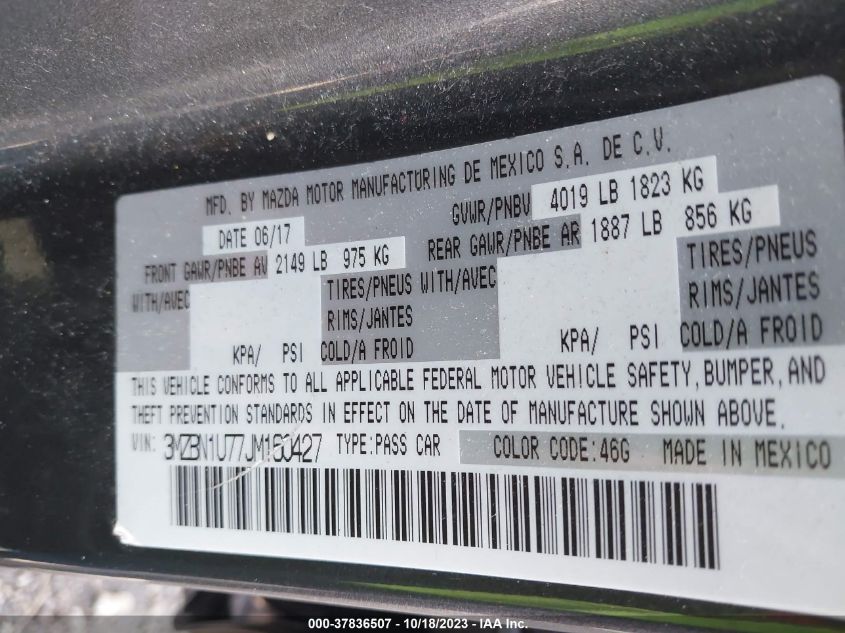 MFD. BY MAZDA MOTOR MANUFACTURING DE MEXICO S.A. DE C.V.
DATE 06/17 GVWR/PNBV 4019 LB 1823 KG
FRONT GAWR/PNBE AV 2149 LB 975 KG REAR GAWR/PNBE AR 1887 LB 856 KG
WITH/AVEC TIRES/PNEUS WITH/AVEC TIRES/PNEUS
RIMS/JANTES RIMS/JANTES
KPA/ PSI COLD/A FROID KPA/ PSI COLD/A FROID
THIS VEHICLE CONFORMS TO ALL APPLICABLE FEDERAL MOTOR VEHICLE SAFETY, BUMPER, AND
THEFT PREVENTION STANDARDS IN EFFECT ON THE DATE OF MANUFACTURE SHOWN ABOVE.
VIN: 3MZBN1U77JM160427 TYPE:PASS CAR COLOR CODE:46G MADE IN MEXICO
000-37836507 - 10/18/2023 - IAA Inc.